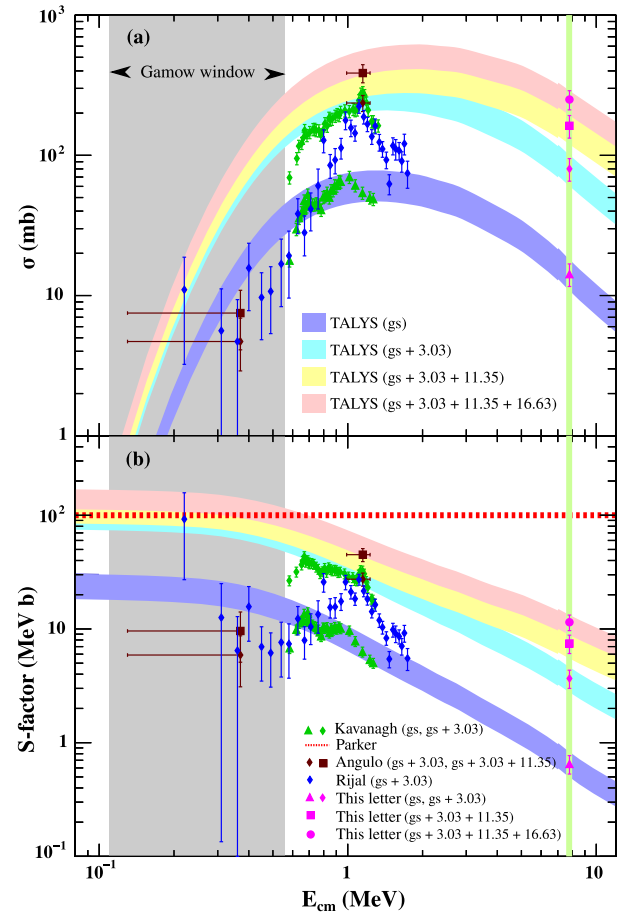 10³
(a)
Gamow window
10²
σ (mb)
10
TALYS (gs)
TALYS (gs + 3.03)
TALYS (gs + 3.03 + 11.35)
TALYS (gs + 3.03 + 11.35 + 16.63)
1
(b)
10²
S-factor (MeV b)
10
Kavanagh (gs, gs + 3.03)
Parker
Angulo (gs + 3.03, gs + 3.03 + 11.35)
Rijal (gs + 3.03)
1
This letter (gs, gs + 3.03)
This letter (gs + 3.03 + 11.35)
This letter (gs + 3.03 + 11.35 + 16.63)
10⁻¹
10⁻¹ 1 10
E_cm (MeV)